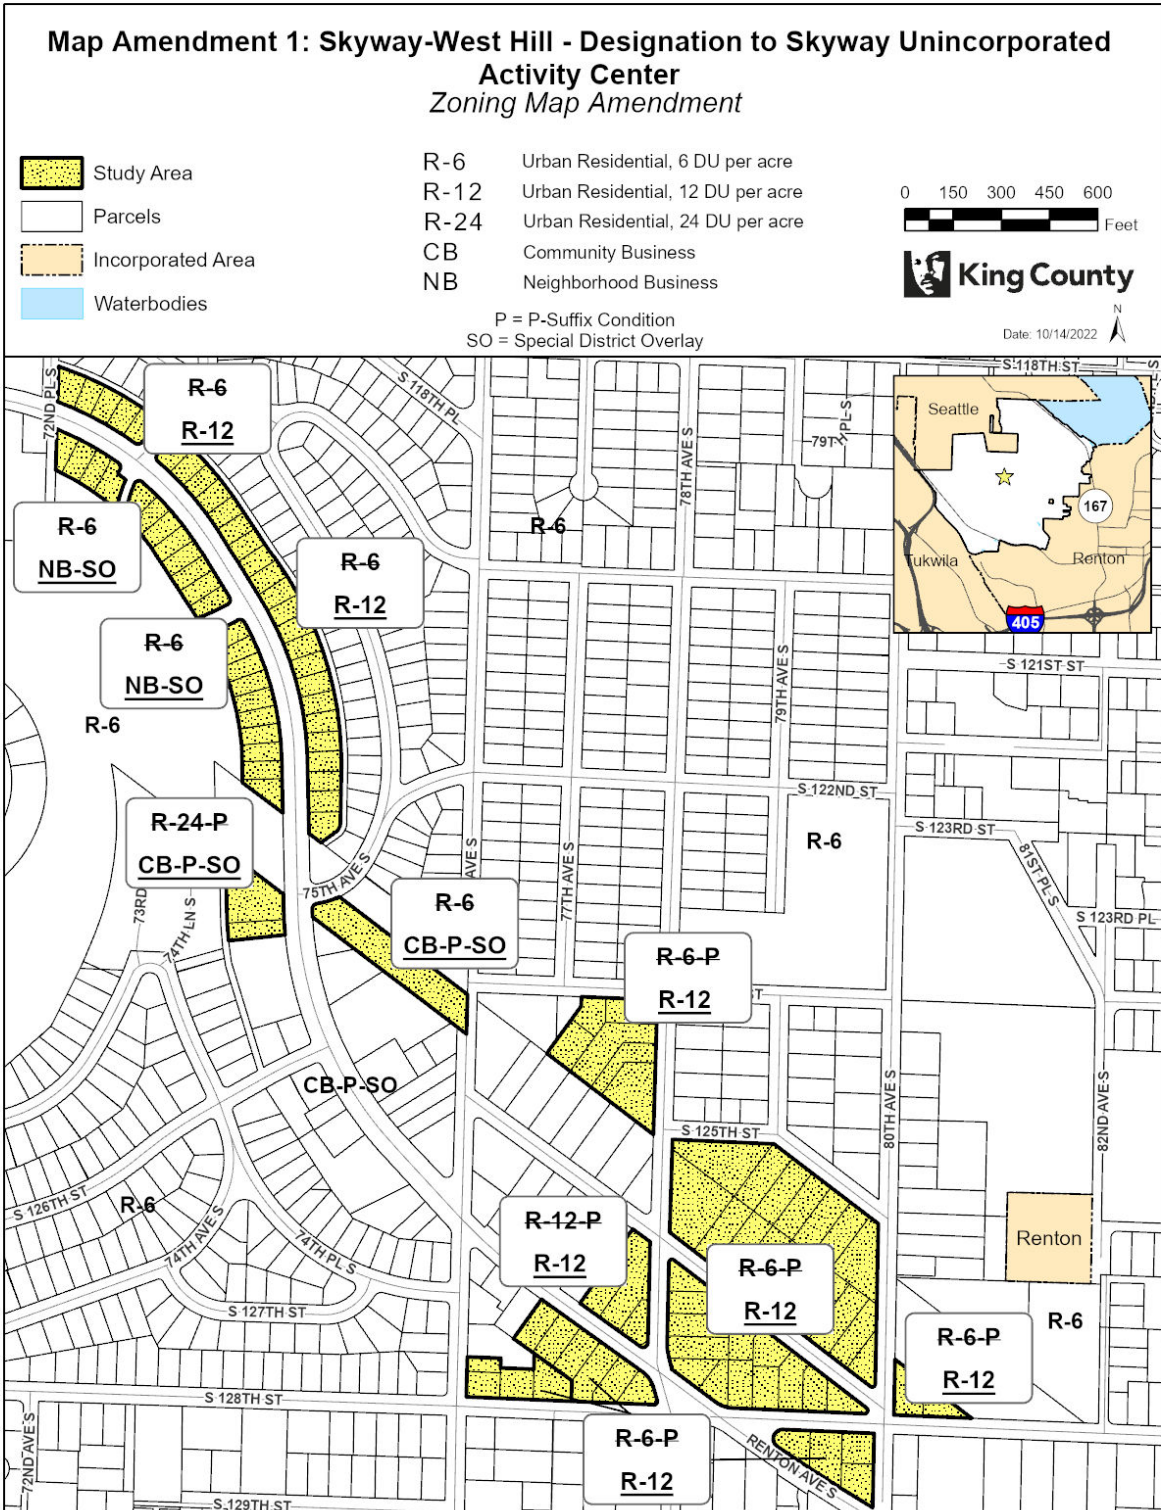 Map Amendment 1: Skyway-West Hill - Designation to Skyway Unincorporated
Activity Center
Zoning Map Amendment
Study Area
Parcels
Incorporated Area
Waterbodies
R-6 Urban Residential, 6 DU per acre
R-12 Urban Residential, 12 DU per acre
R-24 Urban Residential, 24 DU per acre
CB Community Business
NB Neighborhood Business
P = P-Suffix Condition
SO = Special District Overlay
0 150 300 450 600
Feet
King County
N
Date: 10/14/2022
S 118TH ST
72ND PL S
R-6
R-12
S 118TH PL
78TH AVE S
79TH PL S
Seattle
167
Tukwila
Renton
405
R-6
R-6
NB-SO
R-6
R-12
R-6
NB-SO
R-6
79TH AVE S
S 121ST ST
S 122ND ST
R-24-P
CB-P-SO
R-6
S 123RD ST
81ST PL S
75TH AVE S
AVE S
77TH AVE S
73RD
74TH LN S
R-6
CB-P-SO
S 123RD PL
R-6-P
R-12
ST
CB-P-SO
80TH AVE S
82ND AVE S
S 125TH ST
S 126TH ST
R-6
74TH AVE S
74TH PL S
R-12-P
R-12
Renton
R-6-P
R-12
S 127TH ST
R-6
R-6-P
R-12
S 128TH ST
72ND AVE S
R-6-P
R-12
RENTON AVE S
S 129TH ST